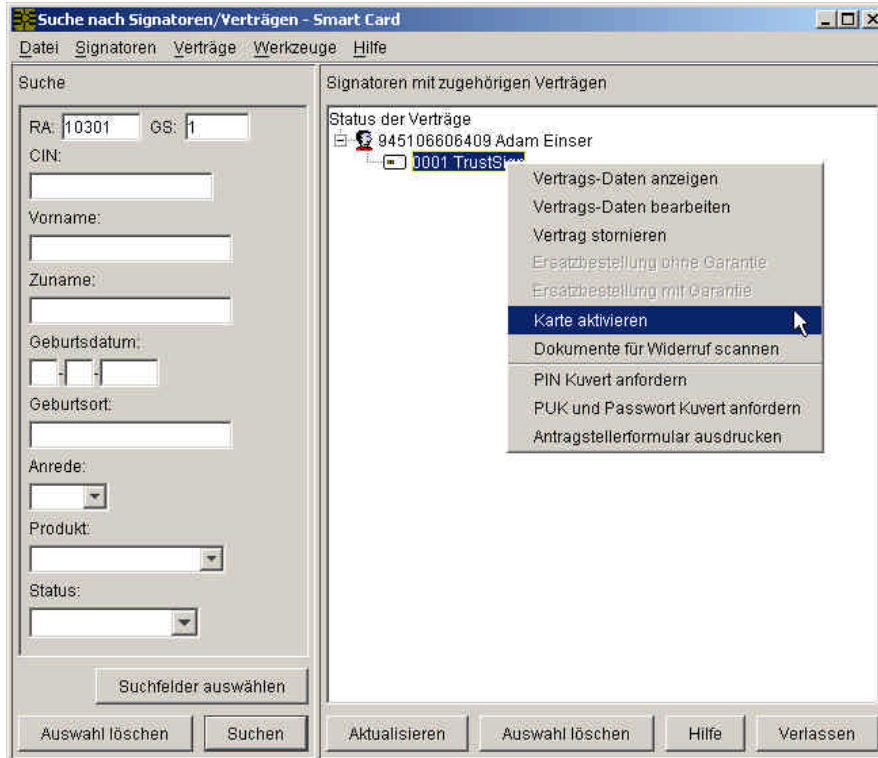 Suche nach Signatoren/Verträgen - Smart Card
Datei Signatoren Verträge Werkzeuge Hilfe
Suche
RA: 10301 GS: 1
CIN:
Vorname:
Zuname:
Geburtsdatum:
- -
Geburtsort:
Anrede:
Produkt:
Status:
Suchfelder auswählen
Auswahl löschen Suchen
Signatoren mit zugehörigen Verträgen
Status der Verträge
945106606409 Adam Einser
0001 TrustSign
Vertrags-Daten anzeigen
Vertrags-Daten bearbeiten
Vertrag stornieren
Ersatzbestellung ohne Garantie
Ersatzbestellung mit Garantie
Karte aktivieren
Dokumente für Widerruf scannen
PIN Kuvert anfordern
PUK und Passwort Kuvert anfordern
Antragstellerformular ausdrucken
Aktualisieren Auswahl löschen Hilfe Verlassen